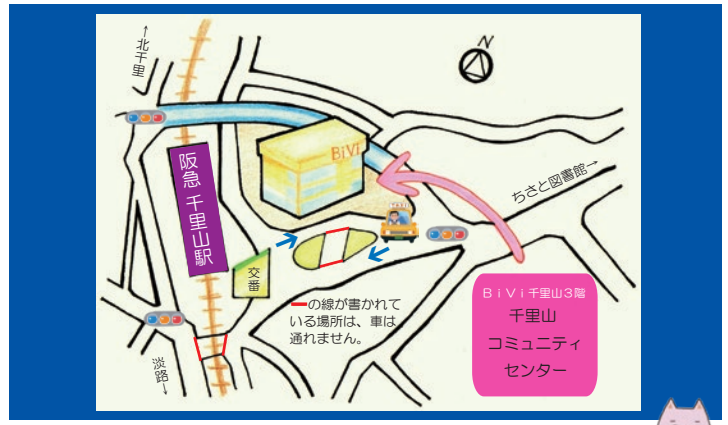 ←北千里
N
阪急 千里山駅
BiVi
TAXI
ちさと図書館→
交番
ーの線が書かれて
いる場所は、車は
通れません。
淡路→
BiVi千里山3階
千里山
コミュニティ
センター